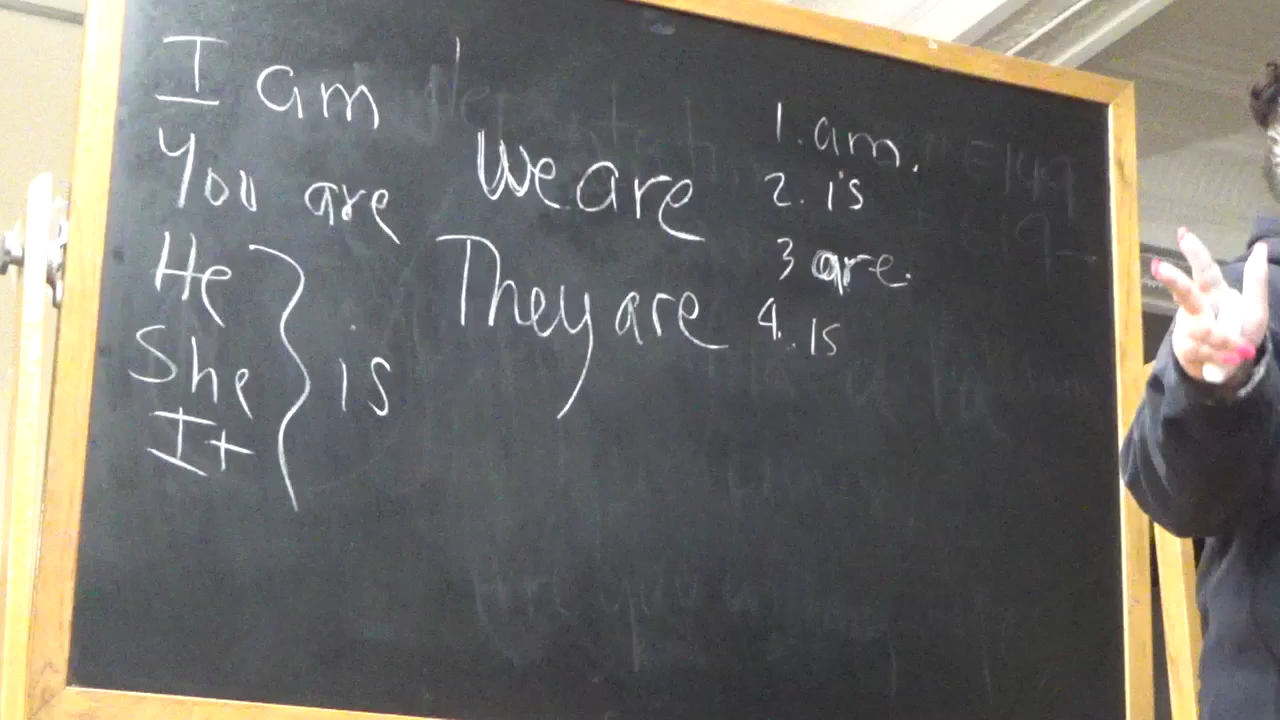 I am
You are
He
She
It
is
We are
They are
1. am.
2. is
3 are.
4. is